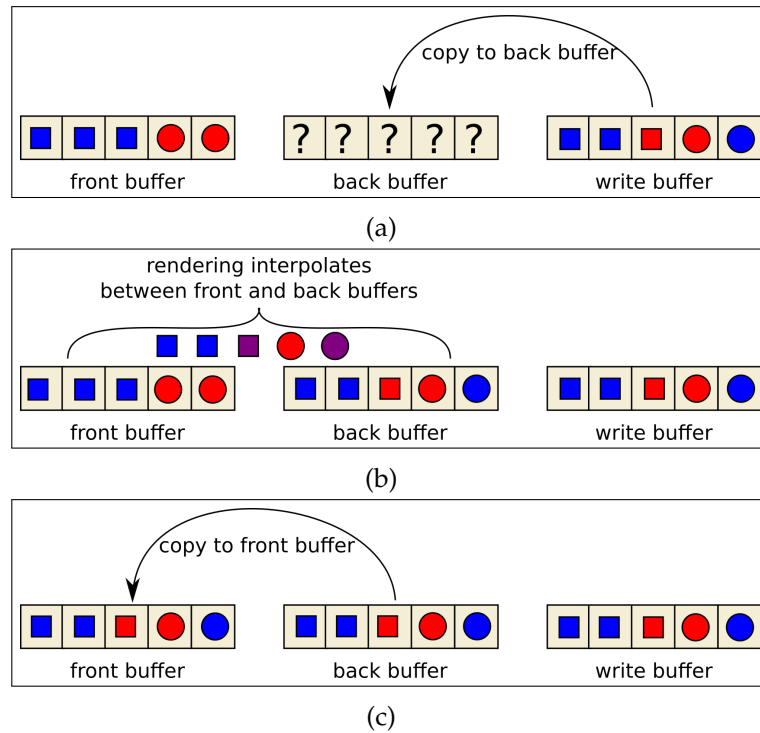 copy to back buffer
? ? ? ? ?
front buffer
back buffer
write buffer
(a)
rendering interpolates
between front and back buffers
front buffer
back buffer
write buffer
(b)
copy to front buffer
front buffer
back buffer
write buffer
(c)